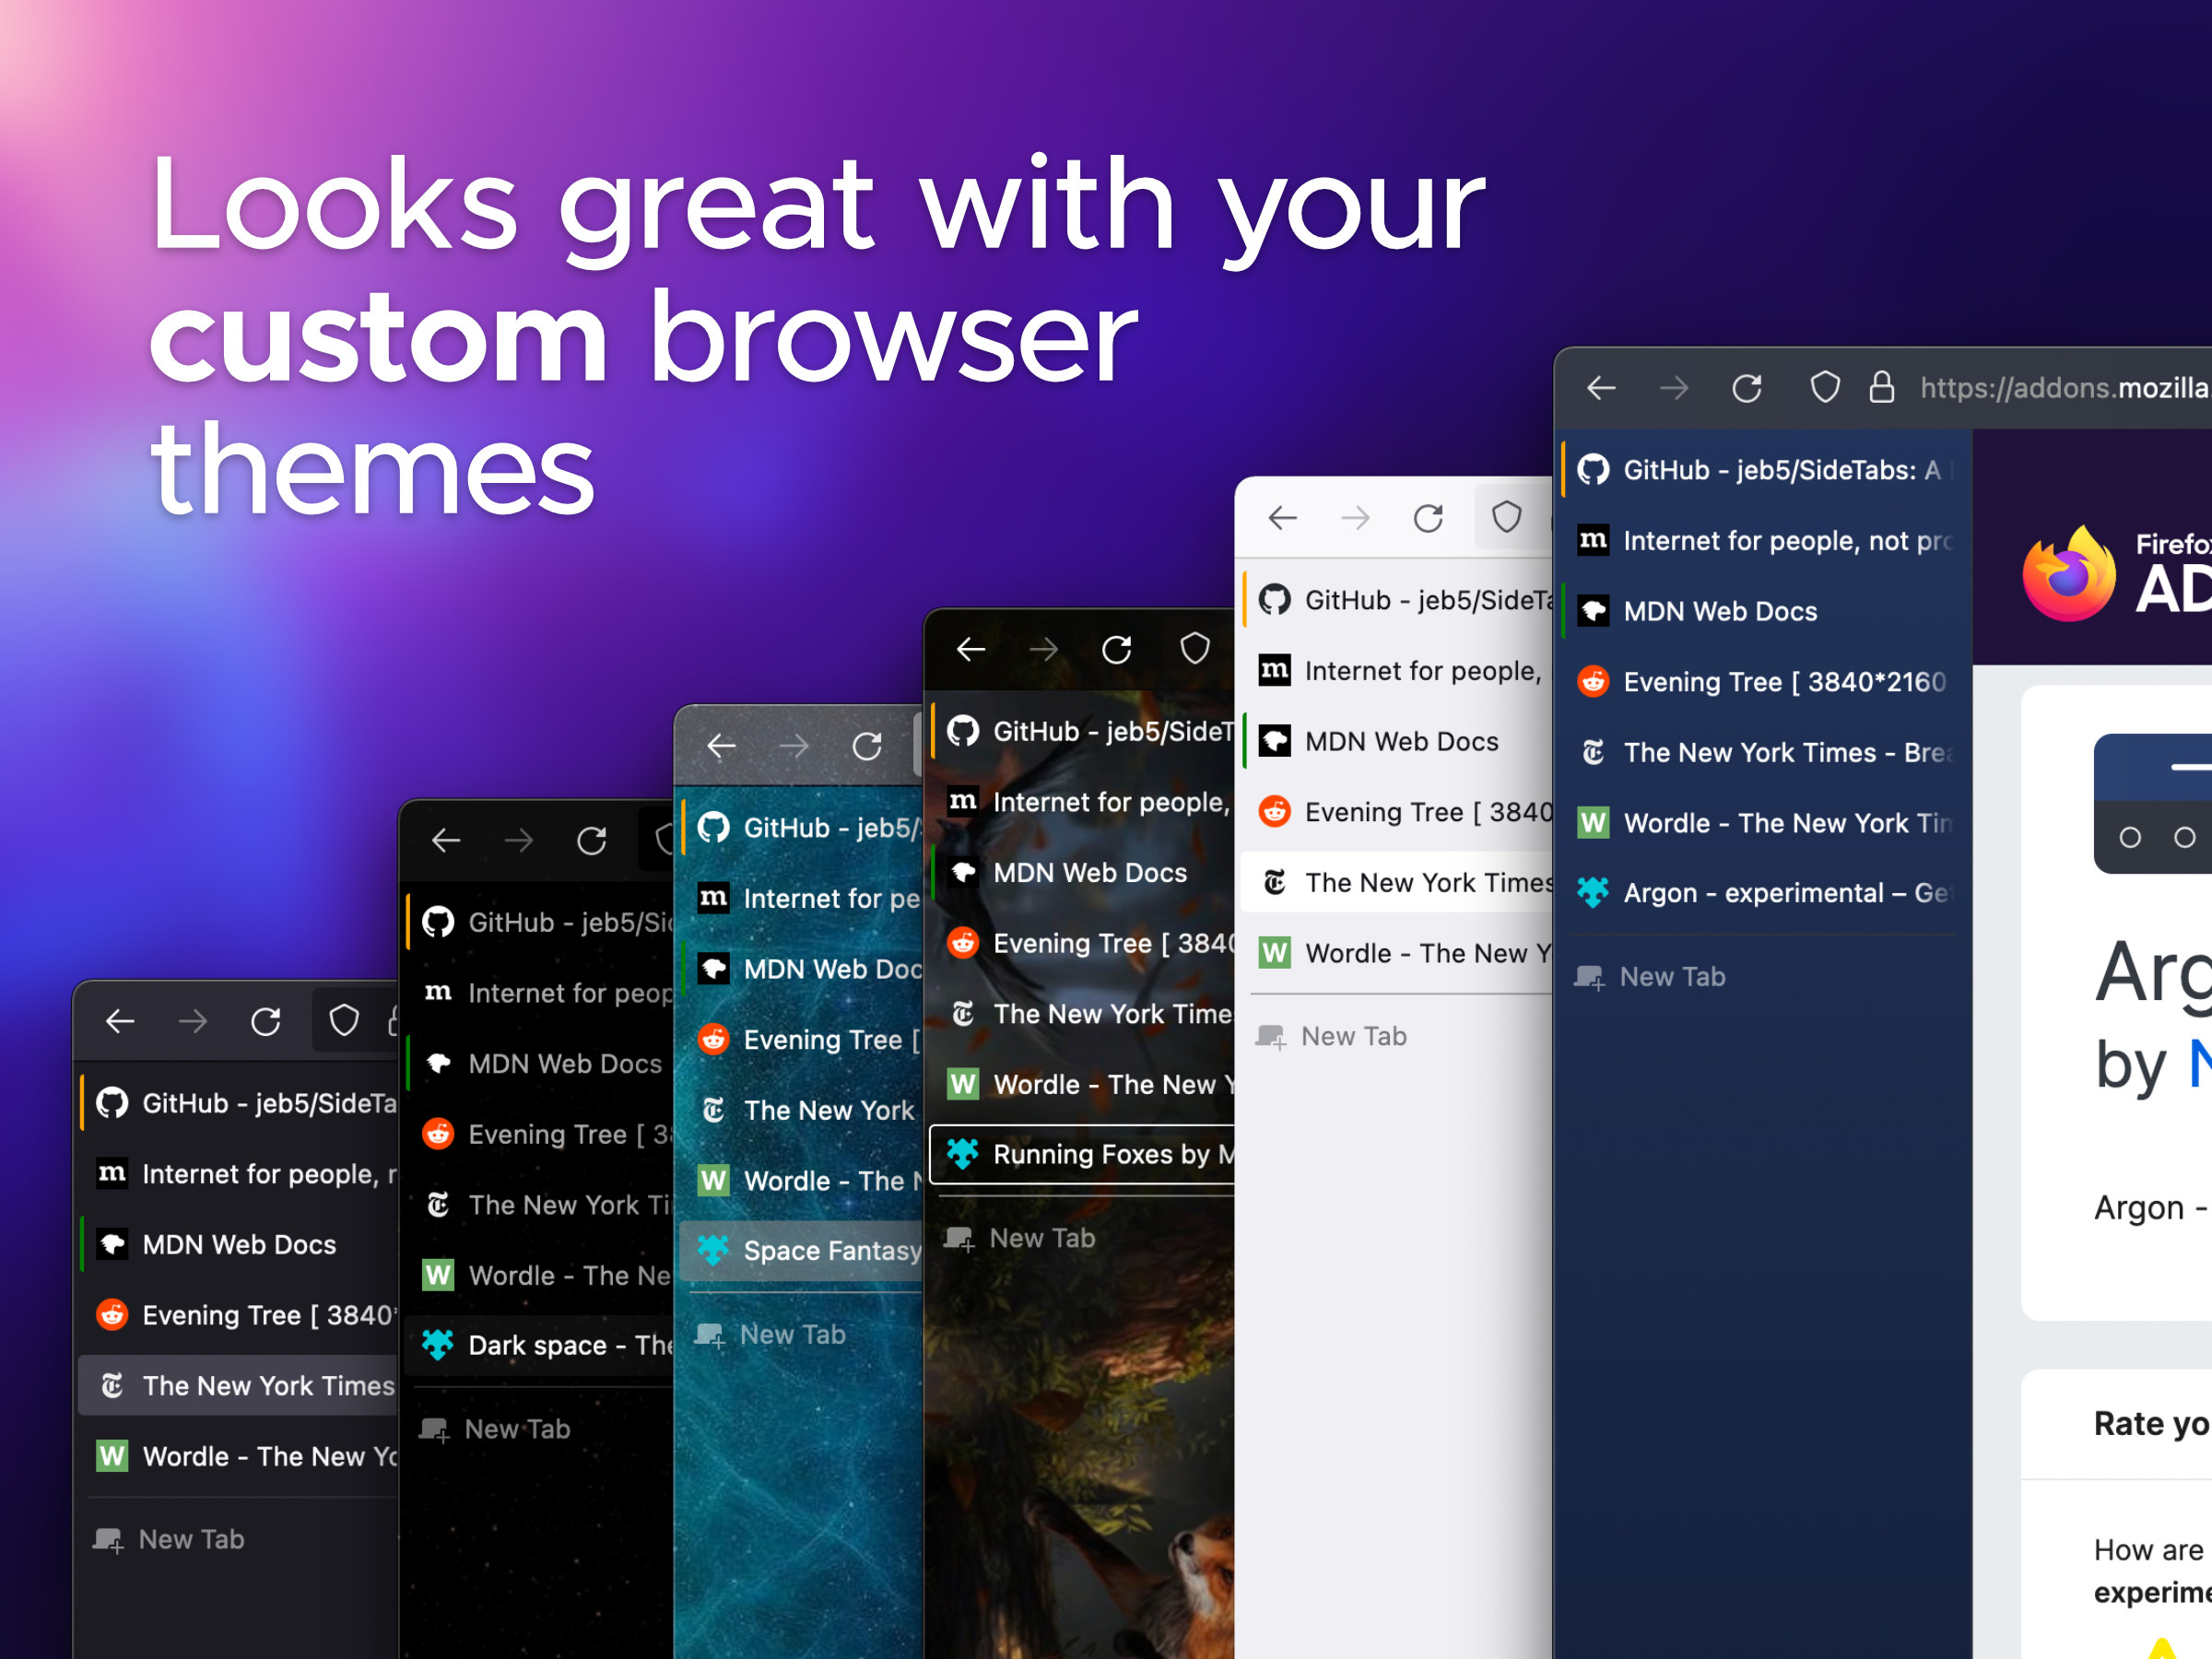 Looks great with your
custom browser
themes
GitHub - jeb5/SideTa
Internet for people, r
MDN Web Docs
Evening Tree [ 3840*
The New York Times
Wordle - The New Yo
New Tab
GitHub - jeb5/Sid
Internet for peop
MDN Web Docs
Evening Tree [ 38
The New York Ti
Wordle - The Ne
Dark space - The
New Tab
GitHub - jeb5/
Internet for pe
MDN Web Doc
Evening Tree [
The New York
Wordle - The N
Space Fantasy
New Tab
GitHub - jeb5/SideT
Internet for people,
MDN Web Docs
Evening Tree [ 3840
The New York Times
Wordle - The New Y
Running Foxes by M
New Tab
GitHub - jeb5/SideTa
Internet for people,
MDN Web Docs
Evening Tree [ 3840
The New York Times
Wordle - The New Y
New Tab
https://addons.mozilla.
GitHub - jeb5/SideTabs: A
Internet for people, not pro
MDN Web Docs
Evening Tree [ 3840*2160
The New York Times - Brea
Wordle - The New York Tim
Argon - experimental – Get
New Tab
Firefox
AD
Arg
by N
Argon -
Rate yo
How are
experime